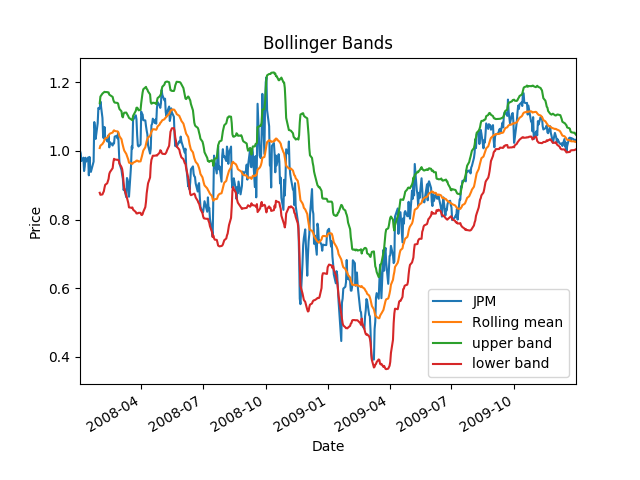 Bollinger Bands
Price
1.2
1.0
0.8
0.6
0.4
2008-04
2008-07
2008-10
2009-01
2009-04
2009-07
2009-10
Date
JPM
Rolling mean
upper band
lower band